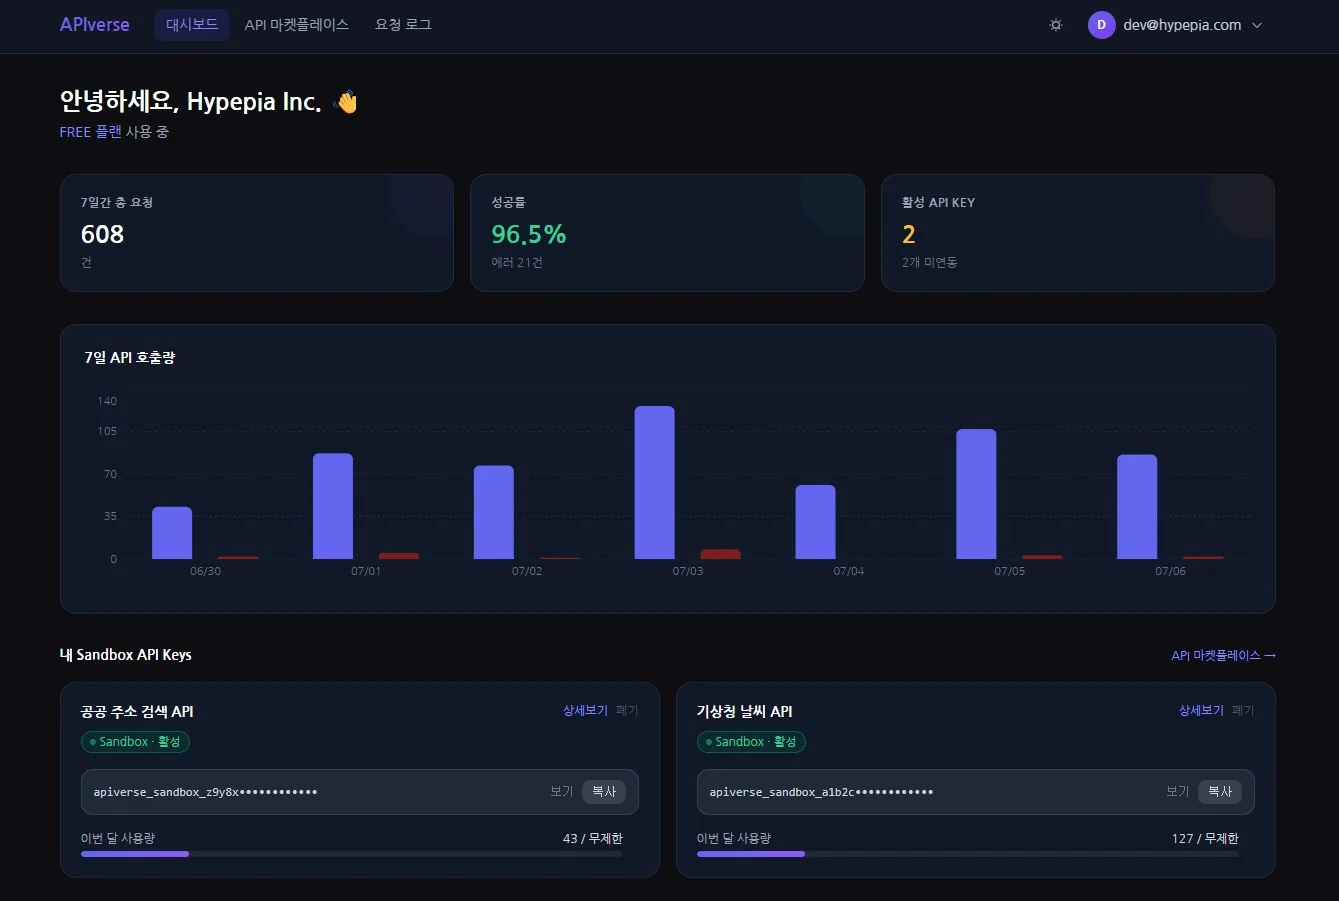 APIverse 대시보드 API 마켓플레이스 요청 로그 D dev@hypepia.com
안녕하세요, Hypepia Inc. 👋
FREE 플랜 사용 중
7일간 총 요청
608
건
성공률
96.5%
에러 21건
활성 API KEY
2
2개 미연동
7일 API 호출량
140
105
70
35
0
06/30 07/01 07/02 07/03 07/04 07/05 07/06
내 Sandbox API Keys API 마켓플레이스 →
공공 주소 검색 API 상세보기 폐기
Sandbox · 활성
apiverse_sandbox_z9y8x•••••••••••• 보기 복사
이번 달 사용량 43 / 무제한
기상청 날씨 API 상세보기 폐기
Sandbox · 활성
apiverse_sandbox_a1b2c•••••••••••• 보기 복사
이번 달 사용량 127 / 무제한